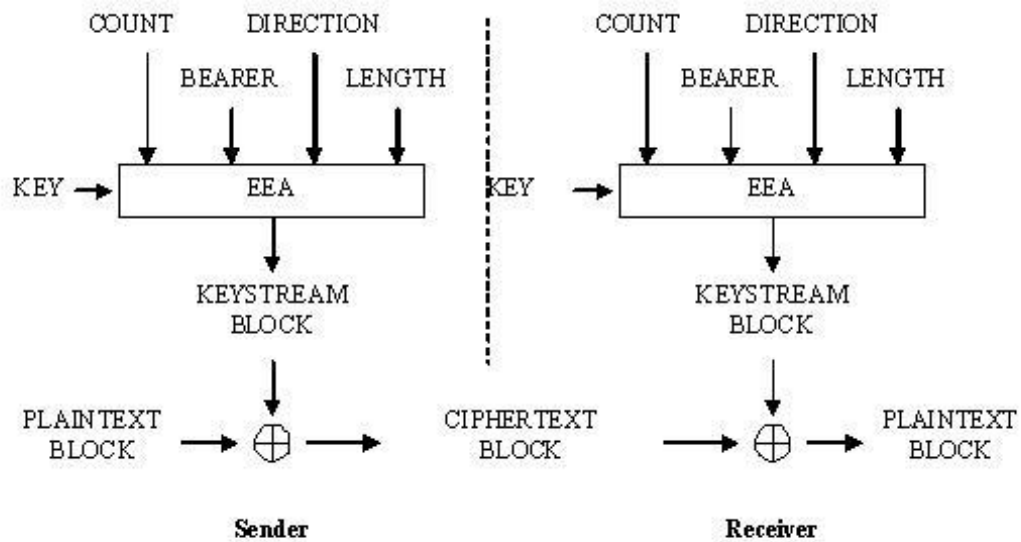 COUNT DIRECTION COUNT DIRECTION
BEARER LENGTH BEARER LENGTH
KEY EEA KEY EEA
KEYSTREAM KEYSTREAM
BLOCK BLOCK
PLAINTEXT CIPHERTEXT PLAINTEXT
BLOCK BLOCK BLOCK
Sender Receiver